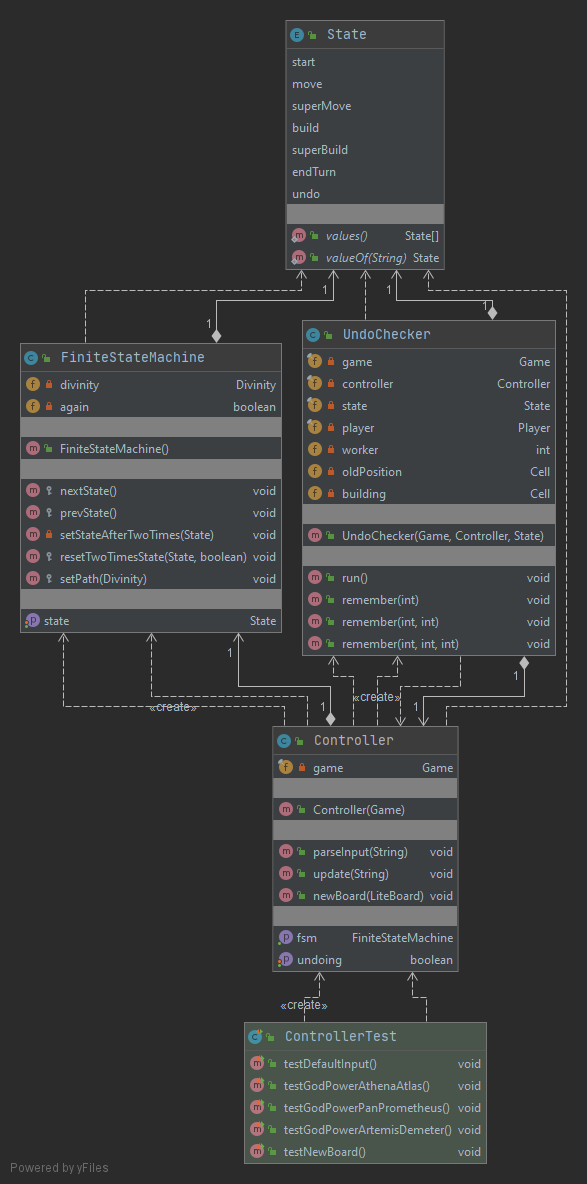 State
start
move
superMove
build
superBuild
endTurn
undo
values() State[]
valueOf(String) State
1
1
1
1
FiniteStateMachine
divinity Divinity
again boolean
FiniteStateMachine()
nextState() void
prevState() void
setStateAfterTwoTimes(State) void
resetTwoTimesState(State, boolean) void
setPath(Divinity) void
state State
UndoChecker
game Game
controller Controller
state State
player Player
worker int
oldPosition Cell
building Cell
UndoChecker(Game, Controller, State)
run() void
remember(int) void
remember(int, int) void
remember(int, int, int) void
1
1
«create»
«create»
1
1
Controller
game Game
Controller(Game)
parseInput(String) void
update(String) void
newBoard(LiteBoard) void
fsm FiniteStateMachine
undoing boolean
«create»
ControllerTest
testDefaultInput() void
testGodPowerAthenaAtlas() void
testGodPowerPanPrometheus() void
testGodPowerArtemisDemeter() void
testNewBoard() void
Powered by yFiles